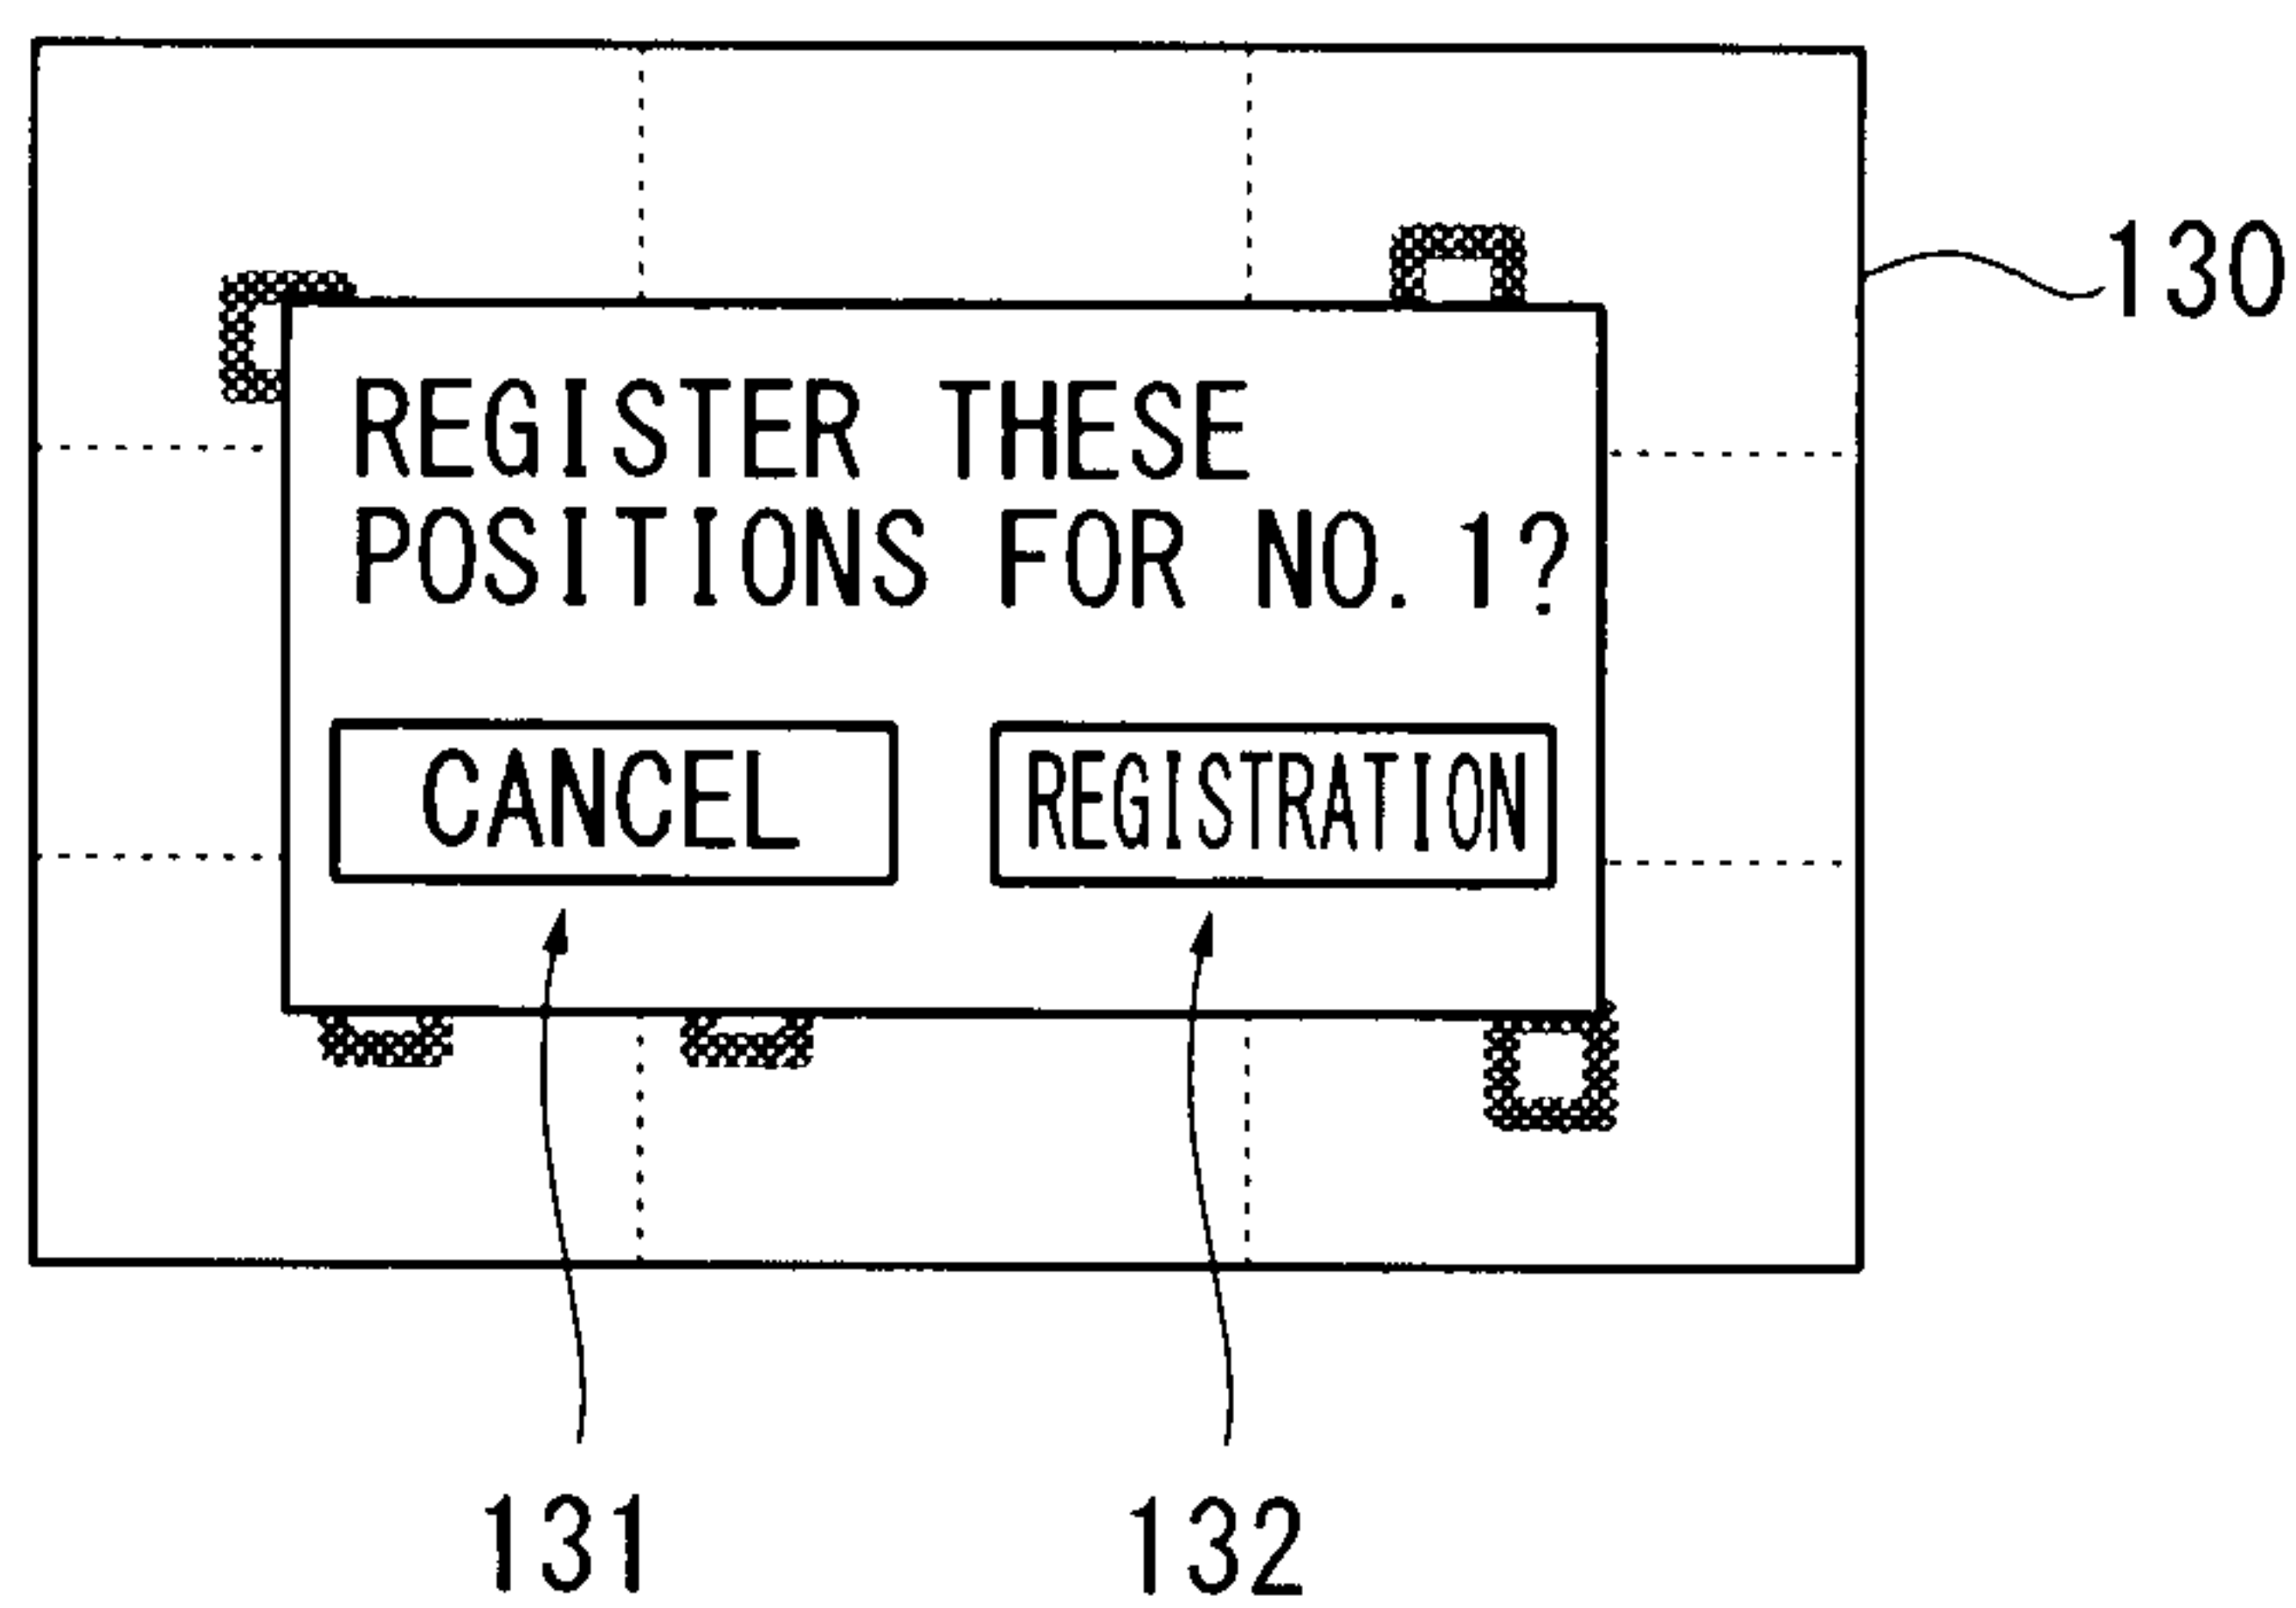 130
REGISTER THESE
POSITIONS FOR NO. 1?
CANCEL REGISTRATION
131 132